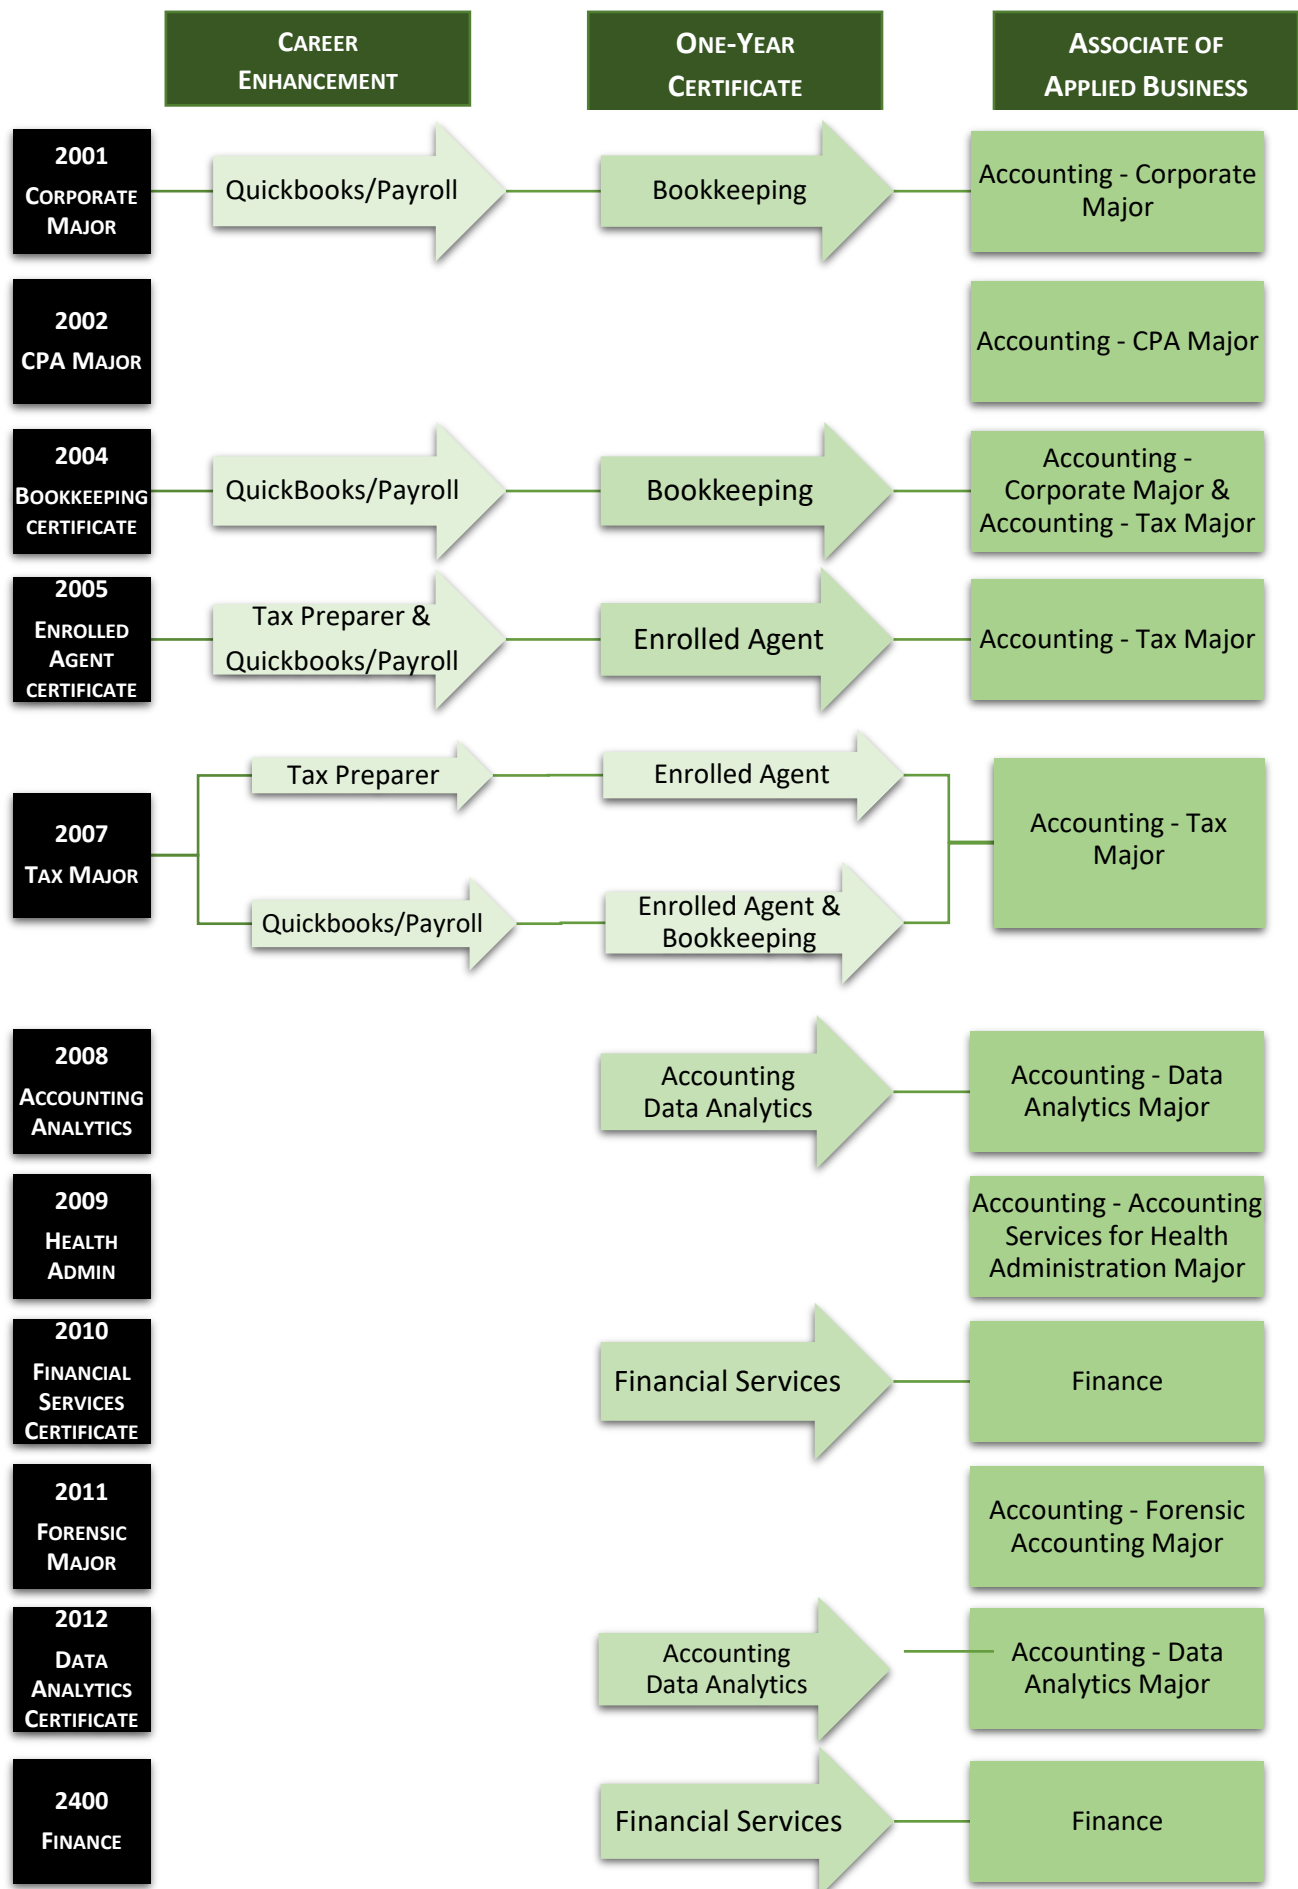 CAREER
ENHANCEMENT
ONE-YEAR
CERTIFICATE
ASSOCIATE OF
APPLIED BUSINESS
2001
CORPORATE
MAJOR
Quickbooks/Payroll
Bookkeeping
Accounting - Corporate
Major
2002
CPA MAJOR
Accounting - CPA Major
2004
BOOKKEEPING
CERTIFICATE
QuickBooks/Payroll
Bookkeeping
Accounting -
Corporate Major &
Accounting - Tax Major
2005
ENROLLED
AGENT
CERTIFICATE
Tax Preparer &
Quickbooks/Payroll
Enrolled Agent
Accounting - Tax Major
2007
TAX MAJOR
Tax Preparer
Enrolled Agent
Quickbooks/Payroll
Enrolled Agent &
Bookkeeping
Accounting - Tax
Major
2008
ACCOUNTING
ANALYTICS
Accounting
Data Analytics
Accounting - Data
Analytics Major
2009
HEALTH
ADMIN
Accounting - Accounting
Services for Health
Administration Major
2010
FINANCIAL
SERVICES
CERTIFICATE
Financial Services
Finance
2011
FORENSIC
MAJOR
Accounting - Forensic
Accounting Major
2012
DATA
ANALYTICS
CERTIFICATE
Accounting
Data Analytics
Accounting - Data
Analytics Major
2400
FINANCE
Financial Services
Finance